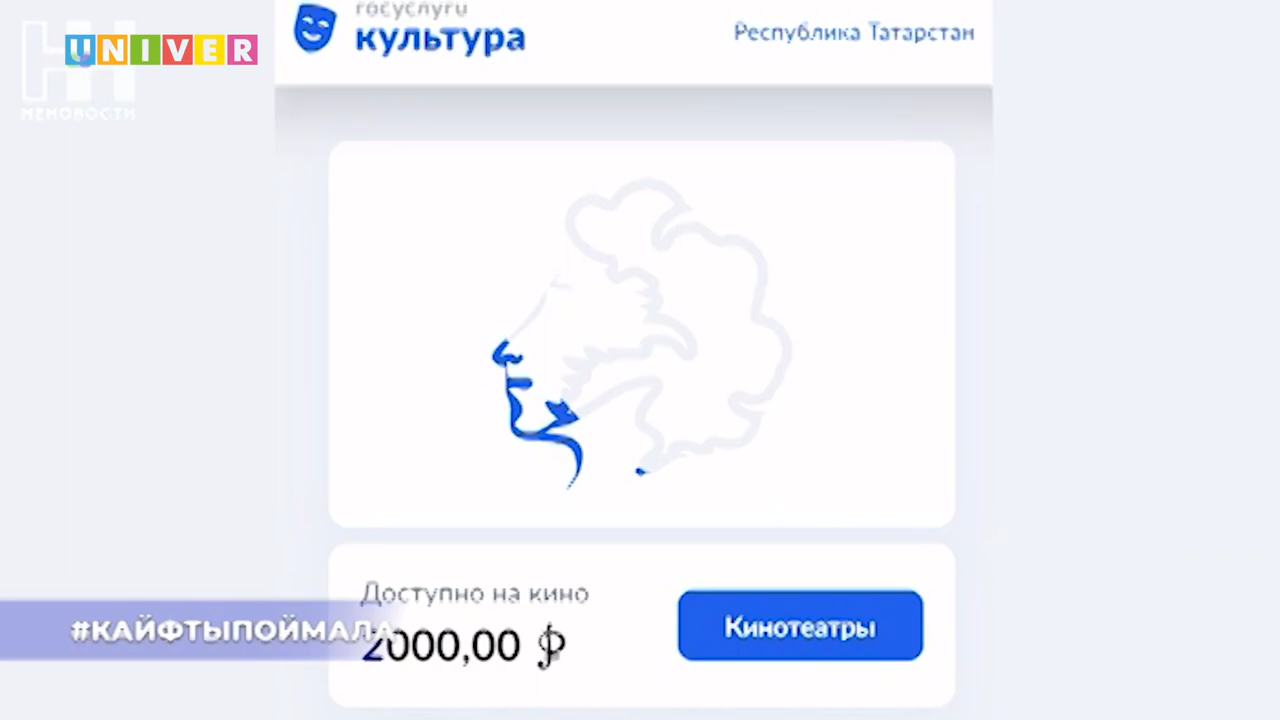 UNIVER
НЕНОВОСТИ
госуслуги
культура
Республика Татарстан
Доступно на кино
2000,00 ₽
Кинотеатры
#КАЙФТЫПОЙМАЛА